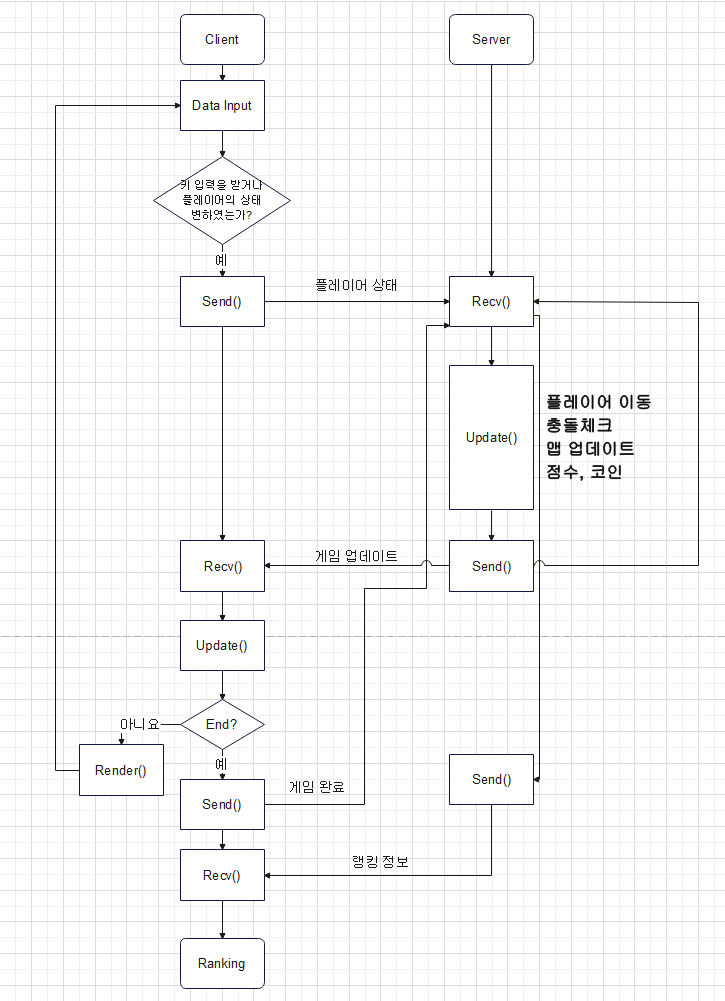 Client
Server
Data Input
키 입력을 받거나
플레이어의 상태
변하였는가?
예
Send()
플레이어 상태
Recv()
Update()
플레이어 이동
충돌체크
맵 업데이트
점수, 코인
Recv()
게임 업데이트
Send()
Update()
아니요
End?
예
Render()
Send()
게임 완료
Send()
Recv()
랭킹 정보
Ranking